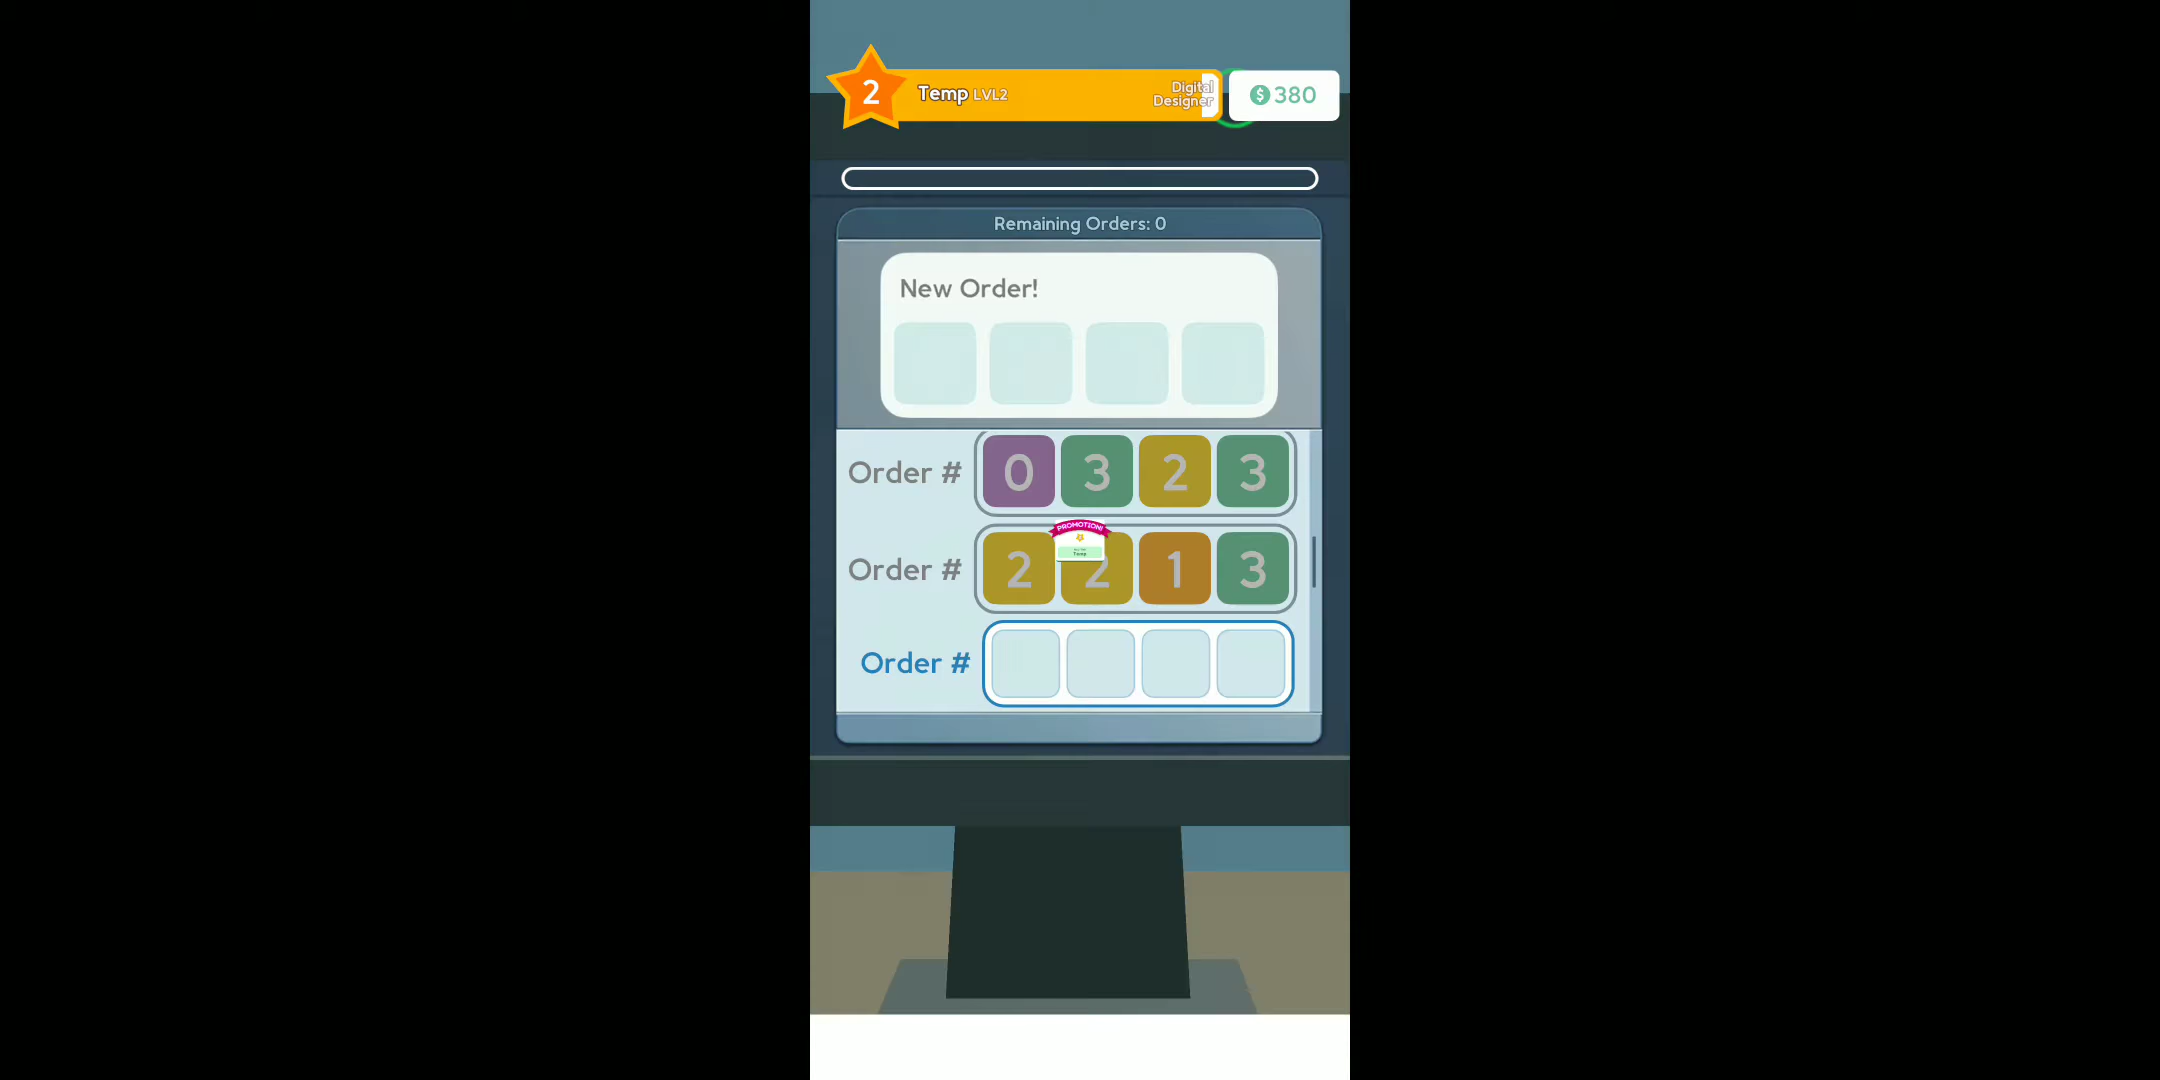 2
Temp LVL2
Digital
Designer
$ 380
Remaining Orders: 0
New Order!
Order # 0 3 2 3
PROMOTION!
Temp
Order # 2 2 1 3
Order #